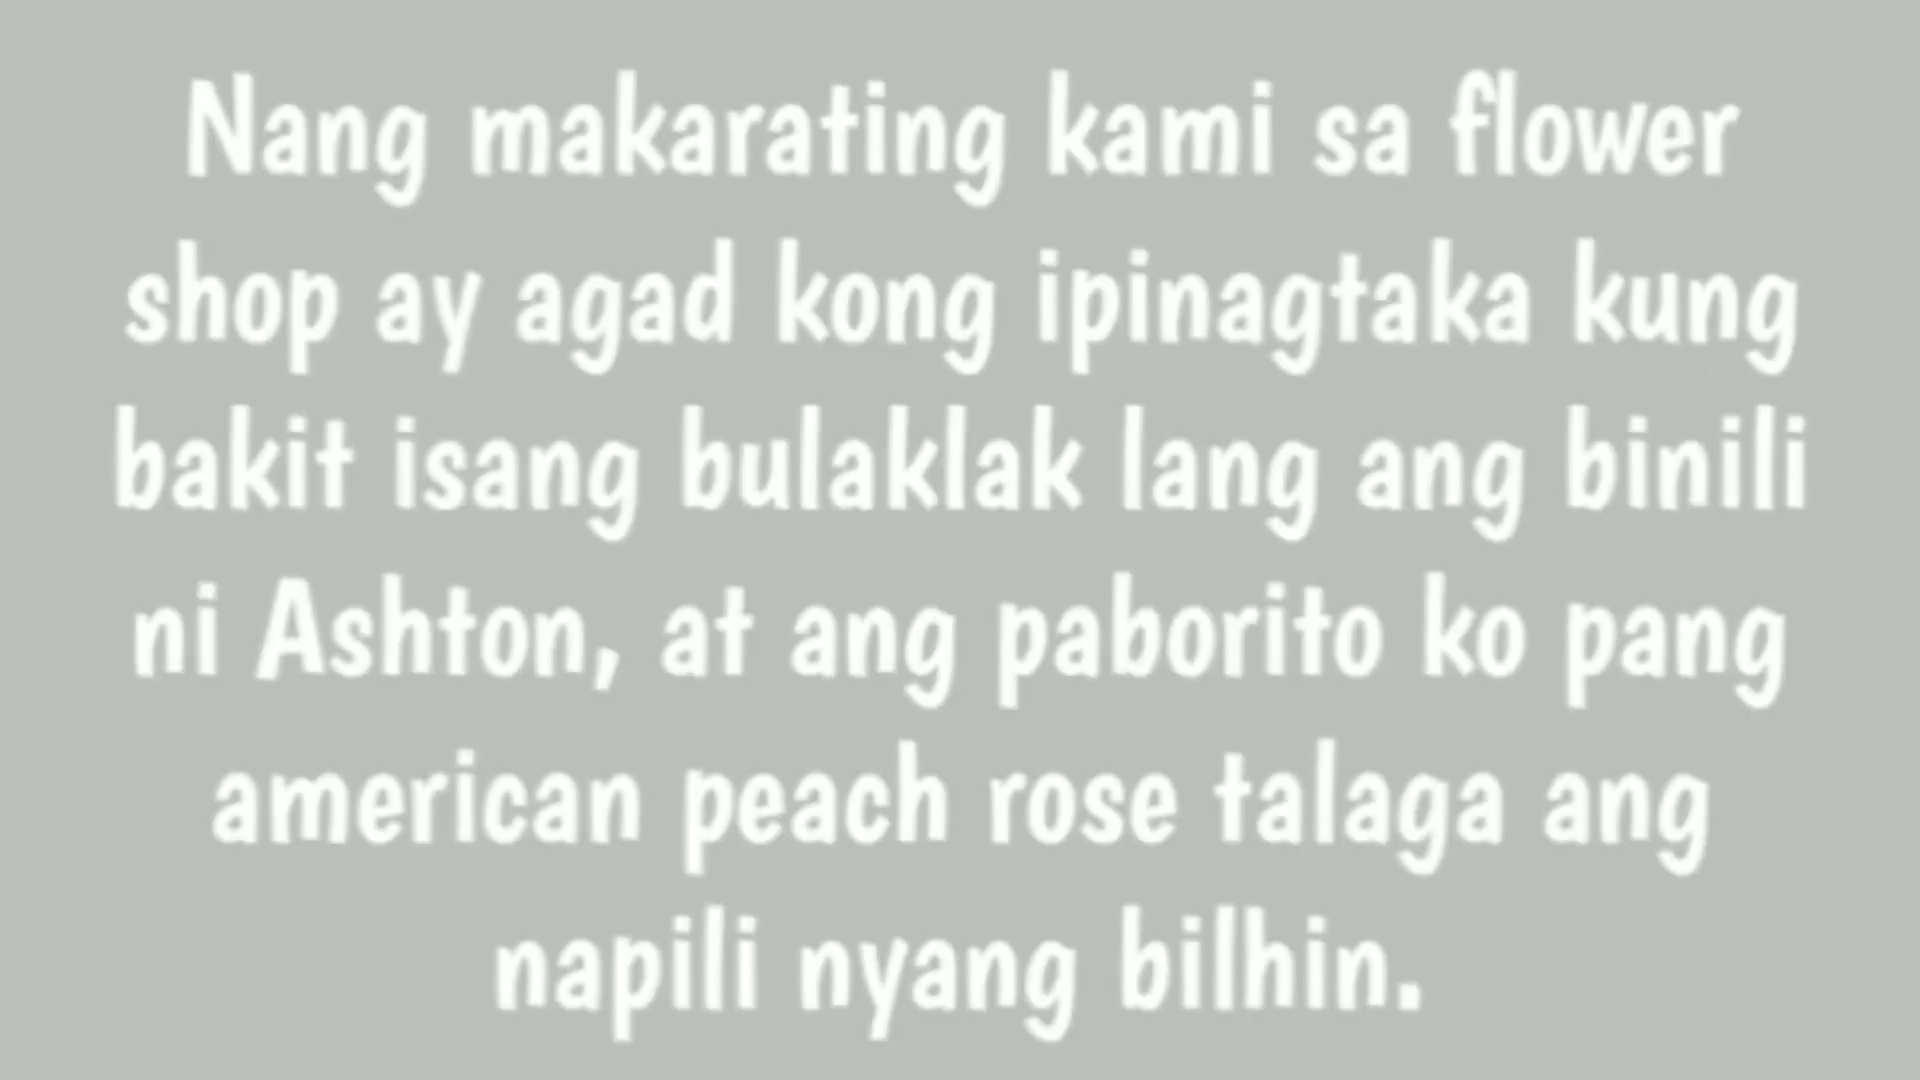 Nang makarating kami sa flower
shop ay agad kong ipinagtaka kung
bakit isang bulaklak lang ang binili
ni Ashton, at ang paborito ko pang
american peach rose talaga ang
napili nyang bilhin.